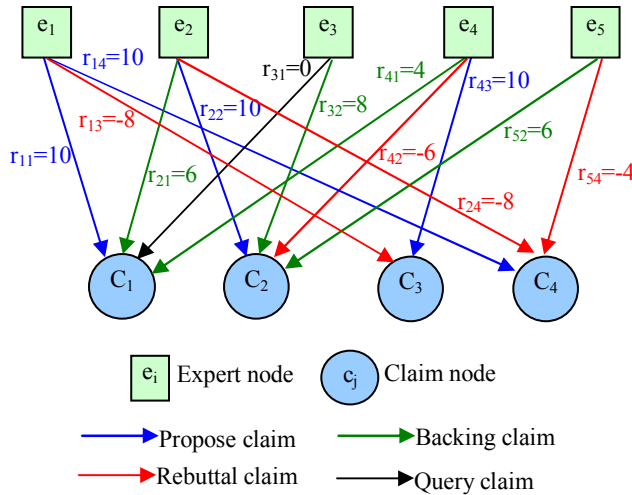 e1 e2 e3 e4 e5
r14=10
r31=0
r41=4
r43=10
r13=-8
r22=10
r32=8
r52=6
r11=10
r21=6
r42=-6
r24=-8
r54=-4
C1 C2 C3 C4
ei Expert node
cj Claim node
Propose claim
Backing claim
Rebuttal claim
Query claim